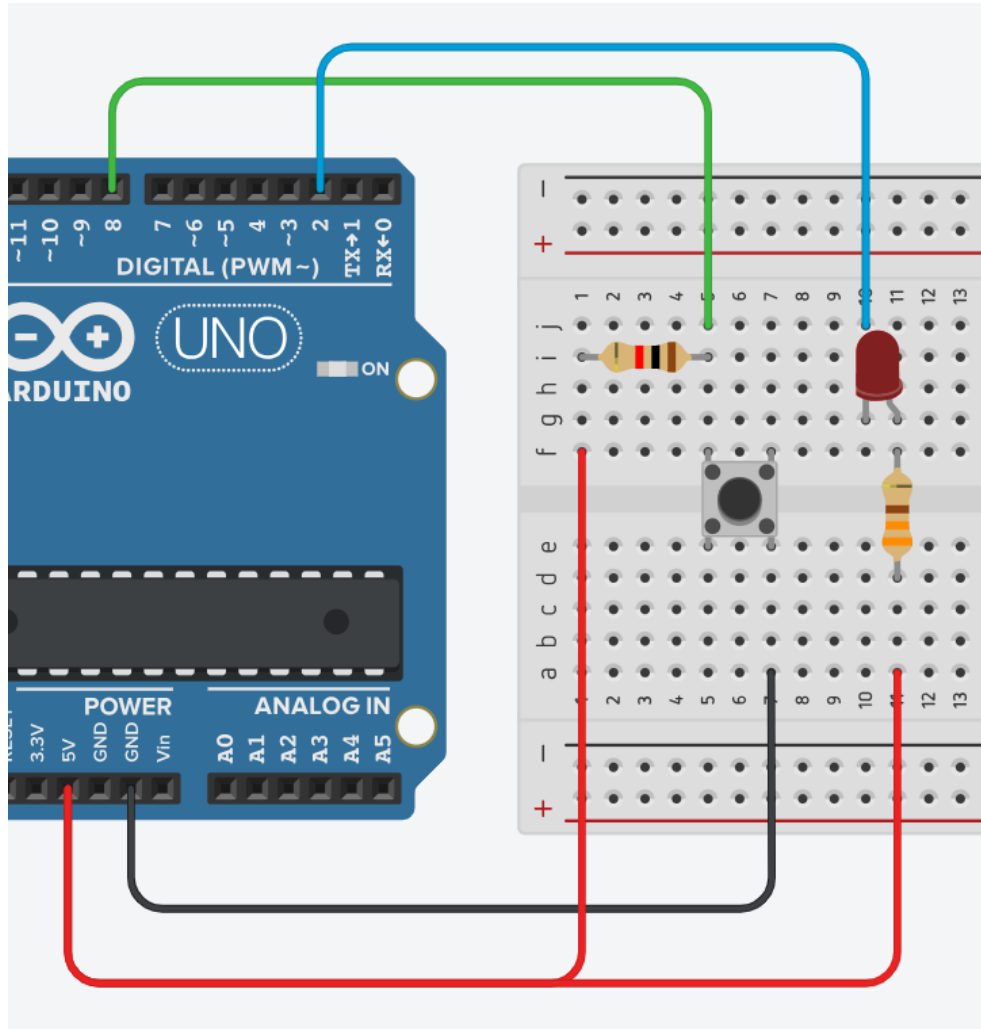 ~11
~10
~9
8
7
~6
~5
4
~3
2
TX→1
RX←0
DIGITAL (PWM~)
UNO
ON
ARDUINO
POWER
ANALOG IN
3.3V
5V
GND
GND
Vin
A0
A1
A2
A3
A4
A5
− +
1 2 3 4 5 6 7 8 9 10 11 12 13
j
i
h
g
f
e
d
c
b
a
1 2 3 4 5 6 7 8 9 10 11 12 13
− +